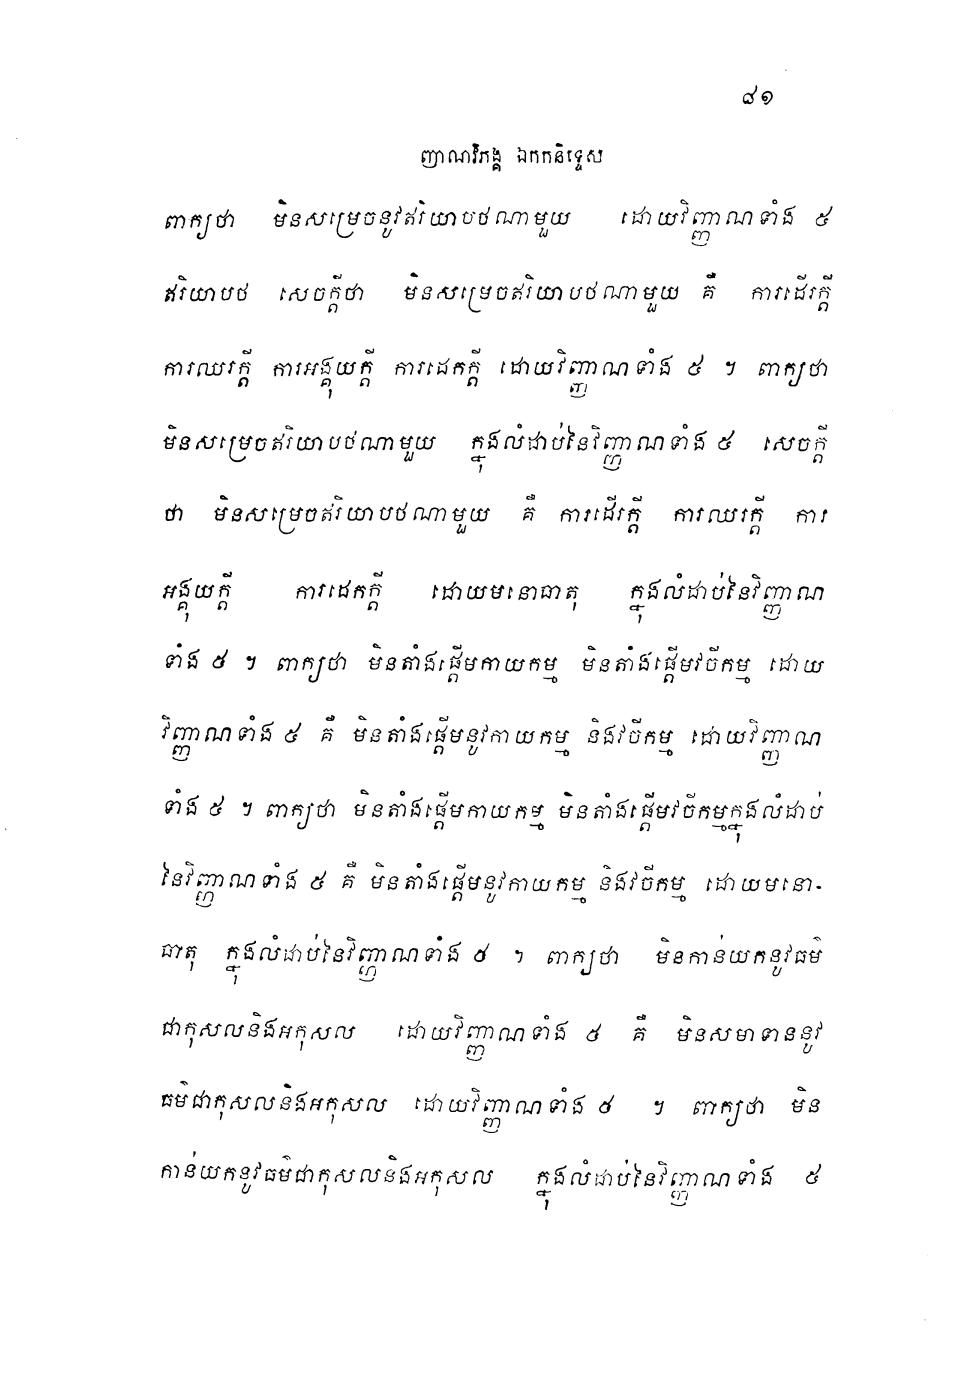 ៨១
ញាណវិភង្គ ឯកកនិទ្ទេស
ពាក្យថា មិនសម្រេចនូវឥរិយាបថណាមួយ ដោយវិញ្ញាណទាំង ៥
ឥរិយាបថ សេចក្តីថា មិនសម្រេចឥរិយាបថណាមួយ គឺ ការដើរក្តី
ការឈរក្តី ការអង្គុយក្តី ការដេកក្តី ដោយវិញ្ញាណទាំង ៥ ។ ពាក្យថា
មិនសម្រេចឥរិយាបថណាមួយ ក្នុងលំដាប់នៃវិញ្ញាណទាំង ៥ សេចក្តី
ថា មិនសម្រេចឥរិយាបថណាមួយ គឺ ការដើរក្តី ការឈរក្តី ការ
អង្គុយក្តី ការដេកក្តី ដោយមនោធាតុ ក្នុងលំដាប់នៃវិញ្ញាណ
ទាំង ៥ ។ ពាក្យថា មិនតាំងផ្តើមកាយកម្ម មិនតាំងផ្តើមវចីកម្ម ដោយ
វិញ្ញាណទាំង ៥ គឺ មិនតាំងផ្តើមនូវកាយកម្ម និងវចីកម្ម ដោយវិញ្ញាណ
ទាំង ៥ ។ ពាក្យថា មិនតាំងផ្តើមកាយកម្ម មិនតាំងផ្តើមវចីកម្មក្នុងលំដាប់
នៃវិញ្ញាណទាំង ៥ គឺ មិនតាំងផ្តើមនូវកាយកម្ម និងវចីកម្ម ដោយមនោ-
ធាតុ ក្នុងលំដាប់នៃវិញ្ញាណទាំង ៥ ។ ពាក្យថា មិនកាន់យកនូវធម៌
ជាកុសលនិងអកុសល ដោយវិញ្ញាណទាំង ៥ គឺ មិនសមាទាននូវ
ធម៌ជាកុសលនិងអកុសល ដោយវិញ្ញាណទាំង ៥ ។ ពាក្យថា មិន
កាន់យកនូវធម៌ជាកុសលនិងអកុសល ក្នុងលំដាប់នៃវិញ្ញាណទាំង ៥